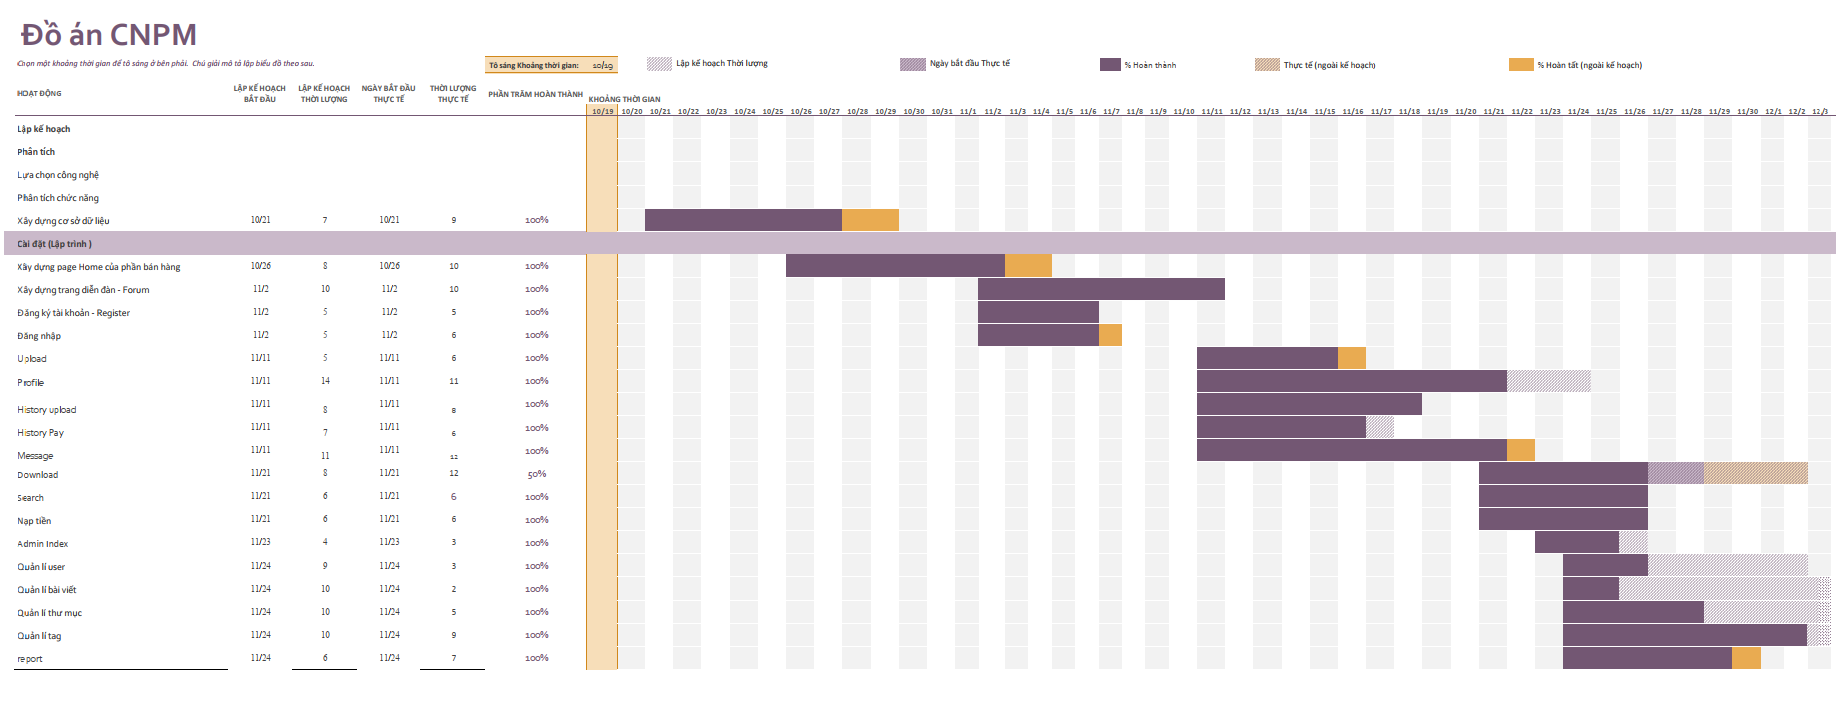 Đồ án CNPM
Chọn một khoảng thời gian để tô sáng ở bên phải. Chú giải mô tả lập biểu đồ theo sau.
Tô sáng Khoảng thời gian: 10/19
Lập kế hoạch Thời lượng
Ngày bắt đầu Thực tế
% Hoàn thành
Thực tế (ngoài kế hoạch)
% Hoàn tất (ngoài kế hoạch)
HOẠT ĐỘNG
LẬP KẾ HOẠCH BẮT ĐẦU
LẬP KẾ HOẠCH THỜI LƯỢNG
NGÀY BẮT ĐẦU THỰC TẾ
THỜI LƯỢNG THỰC TẾ
PHẦN TRĂM HOÀN THÀNH
KHOẢNG THỜI GIAN
10/19 10/20 10/21 10/22 10/23 10/24 10/25 10/26 10/27 10/28 10/29 10/30 10/31 11/1 11/2 11/3 11/4 11/5 11/6 11/7 11/8 11/9 11/10 11/11 11/12 11/13 11/14 11/15 11/16 11/17 11/18 11/19 11/20 11/21 11/22 11/23 11/24 11/25 11/26 11/27 11/28 11/29 11/30 12/1 12/2 12/3
Lập kế hoạch
Phân tích
Lựa chọn công nghệ
Phân tích chức năng
Xây dựng cơ sở dữ liệu 10/21 7 10/21 9 100%
Cài đặt (Lập trình )
Xây dựng page Home của phần bán hàng 10/26 8 10/26 10 100%
Xây dựng trang diễn đàn - Forum 11/2 10 11/2 10 100%
Đăng ký tài khoản - Register 11/2 5 11/2 5 100%
Đăng nhập 11/2 5 11/2 6 100%
Upload 11/11 5 11/11 6 100%
Profile 11/11 14 11/11 11 100%
History upload 11/11 8 11/11 8 100%
History Pay 11/11 7 11/11 6 100%
Message 11/11 11 11/11 12 100%
Download 11/21 8 11/21 12 50%
Search 11/21 6 11/21 6 100%
Nạp tiền 11/21 6 11/21 6 100%
Admin Index 11/23 4 11/23 3 100%
Quản lí user 11/24 9 11/24 3 100%
Quản lí bài viết 11/24 10 11/24 2 100%
Quản lí thư mục 11/24 10 11/24 5 100%
Quản lí tag 11/24 10 11/24 9 100%
report 11/24 6 11/24 7 100%